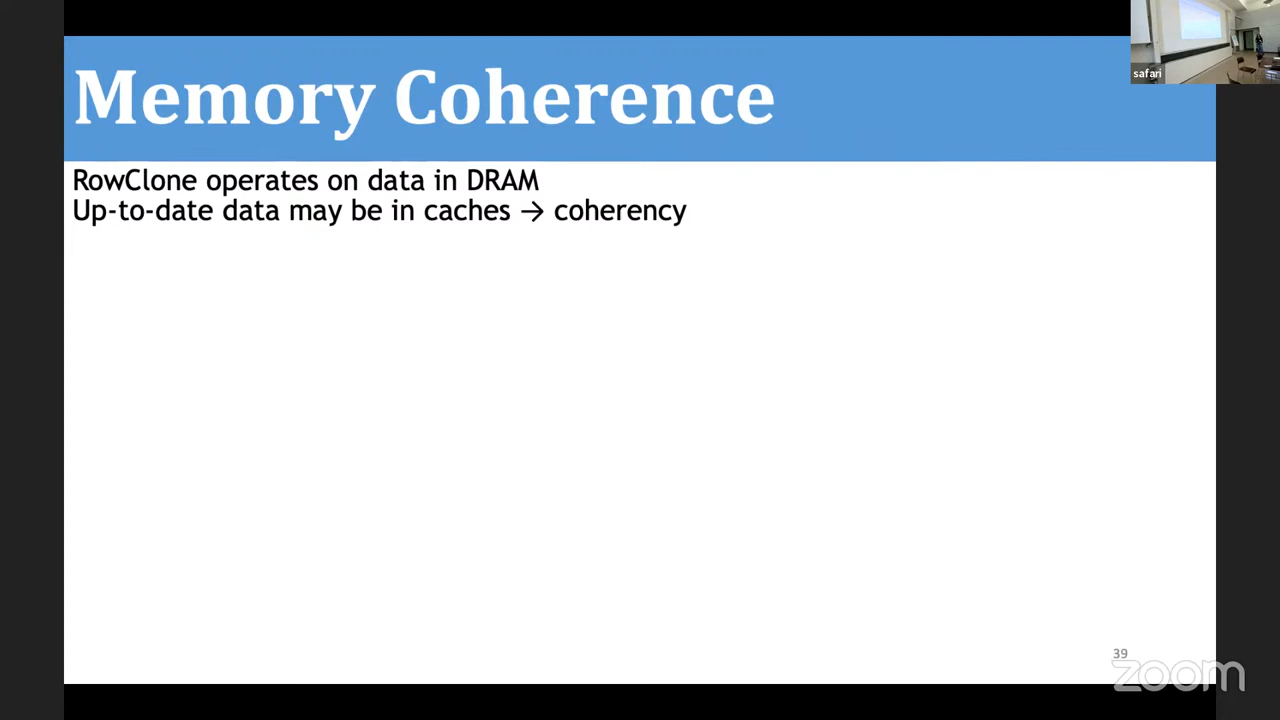 safari
Memory Coherence
RowClone operates on data in DRAM
Up-to-date data may be in caches → coherency
39
zoom